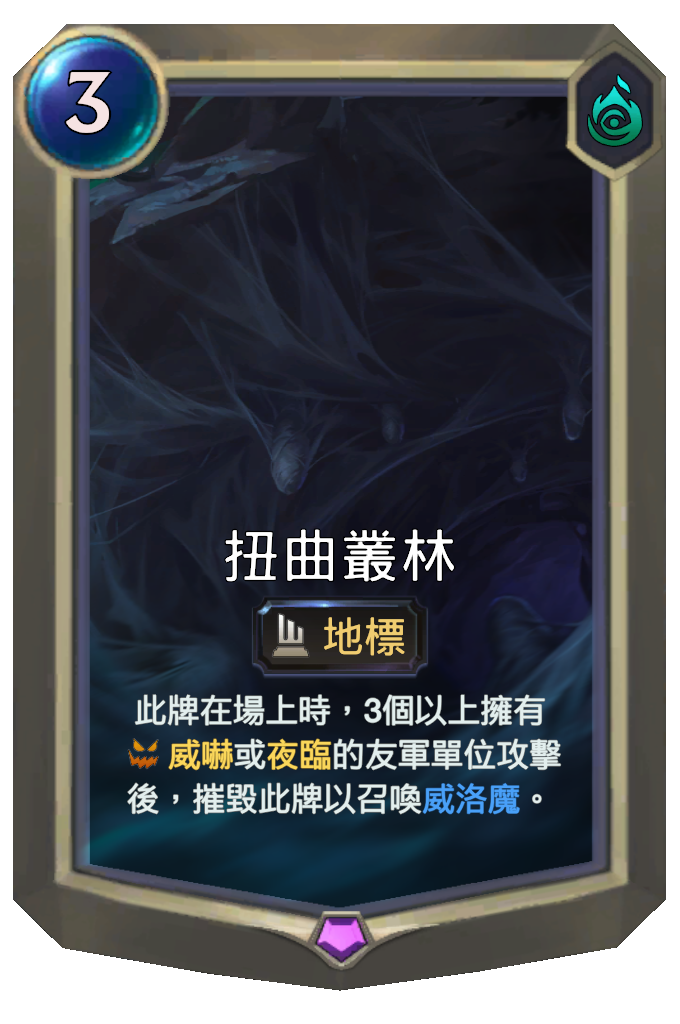 3
扭曲叢林
地標
此牌在場上時，3個以上擁有
威嚇或夜臨的友軍單位攻擊
後，摧毀此牌以召喚威洛魔。